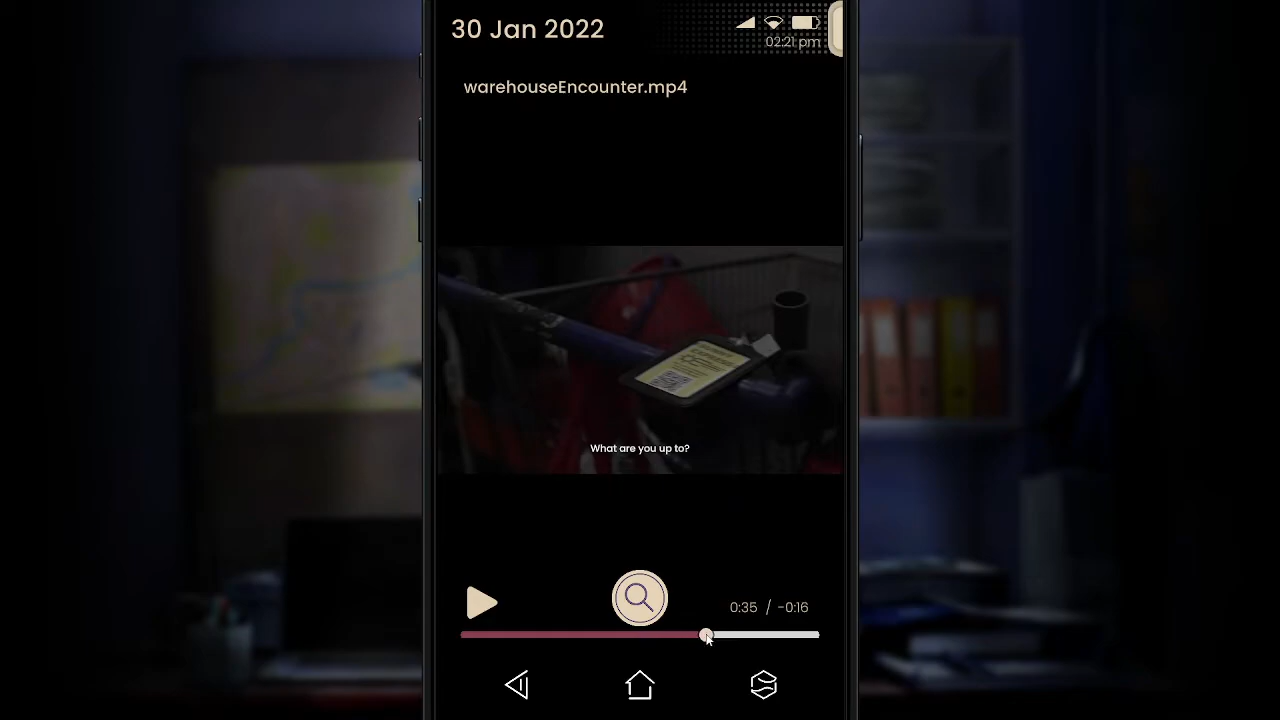 30 Jan 2022
02:21 pm
warehouseEncounter.mp4
What are you up to?
0:35 / -0:16